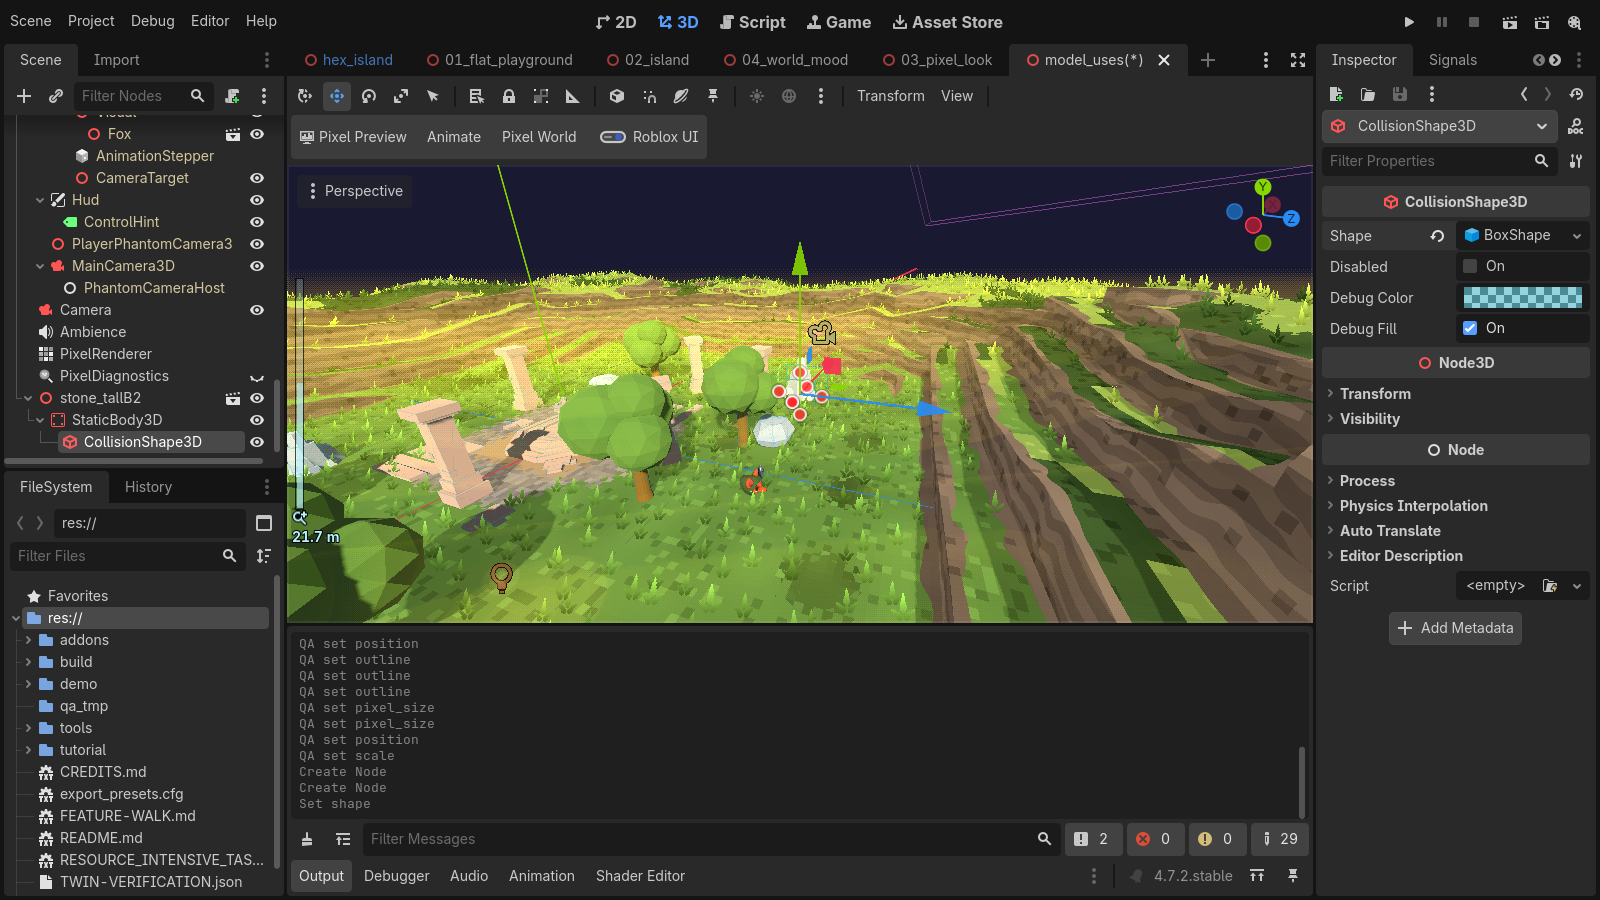 Scene Project Debug Editor Help
2D 3D Script Game Asset Store
Scene Import
hex_island 01_flat_playground 02_island 04_world_mood 03_pixel_look model_uses(*)
Inspector Signals
Filter Nodes
Transform View
Pixel Preview Animate Pixel World Roblox UI
Fox
AnimationStepper
CameraTarget
Hud
ControlHint
PlayerPhantomCamera3
MainCamera3D
PhantomCameraHost
Camera
Ambience
PixelRenderer
PixelDiagnostics
stone_tallB2
StaticBody3D
CollisionShape3D
FileSystem History
res://
Filter Files
Favorites
res://
addons
build
demo
qa_tmp
tools
tutorial
CREDITS.md
export_presets.cfg
FEATURE-WALK.md
README.md
RESOURCE_INTENSIVE_TAS...
TWIN-VERIFICATION.json
Perspective
Y
Z
21.7 m
QA set position
QA set outline
QA set outline
QA set outline
QA set pixel_size
QA set pixel_size
QA set position
QA set scale
Create Node
Create Node
Set shape
Filter Messages 2 0 0 29
Output Debugger Audio Animation Shader Editor 4.7.2.stable
CollisionShape3D DOC
Filter Properties
CollisionShape3D
Shape BoxShape
Disabled On
Debug Color
Debug Fill On
Node3D
Transform
Visibility
Node
Process
Physics Interpolation
Auto Translate
Editor Description
Script <empty>
Add Metadata